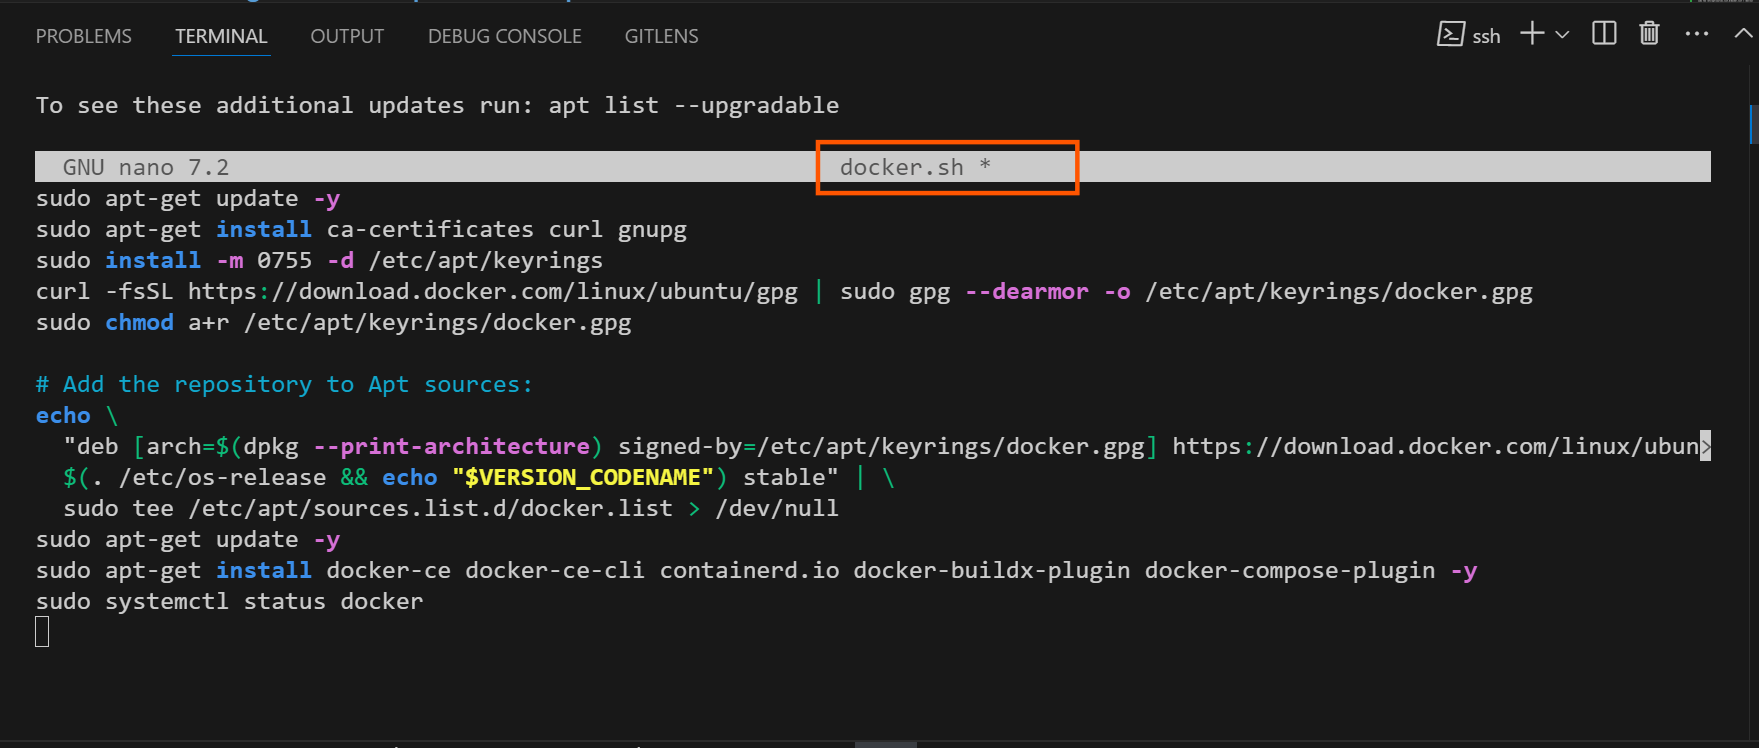 PROBLEMS TERMINAL OUTPUT DEBUG CONSOLE GITLENS ssh
To see these additional updates run: apt list --upgradable
GNU nano 7.2 docker.sh *
sudo apt-get update -y
sudo apt-get install ca-certificates curl gnupg
sudo install -m 0755 -d /etc/apt/keyrings
curl -fsSL https://download.docker.com/linux/ubuntu/gpg | sudo gpg --dearmor -o /etc/apt/keyrings/docker.gpg
sudo chmod a+r /etc/apt/keyrings/docker.gpg
# Add the repository to Apt sources:
echo \
"deb [arch=$(dpkg --print-architecture) signed-by=/etc/apt/keyrings/docker.gpg] https://download.docker.com/linux/ubun>
$(. /etc/os-release && echo "$VERSION_CODENAME") stable" | \
sudo tee /etc/apt/sources.list.d/docker.list > /dev/null
sudo apt-get update -y
sudo apt-get install docker-ce docker-ce-cli containerd.io docker-buildx-plugin docker-compose-plugin -y
sudo systemctl status docker